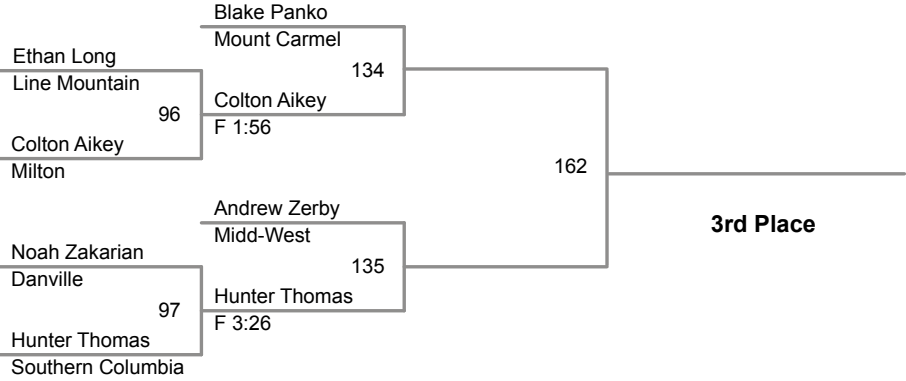 Blake Panko
Mount Carmel
Ethan Long
Line Mountain
134
96
Colton Aikey
F 1:56
Colton Aikey
Milton
162
3rd Place
Andrew Zerby
Midd-West
Noah Zakarian
Danville
135
97
Hunter Thomas
F 3:26
Hunter Thomas
Southern Columbia